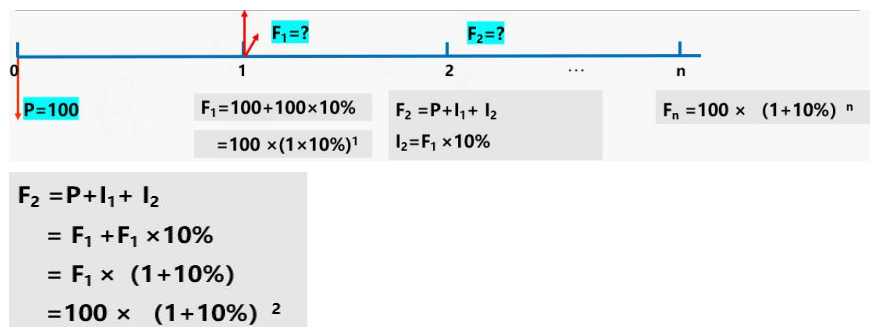 F₁=?
F₂=?
0 1 2 ... n
P=100
F₁=100+100×10%
=100 ×(1×10%)¹
F₂ =P+I₁+ I₂
I₂=F₁ ×10%
Fₙ =100 × (1+10%) ⁿ
F₂ =P+I₁+ I₂
= F₁ +F₁ ×10%
= F₁ × (1+10%)
=100 × (1+10%) ²